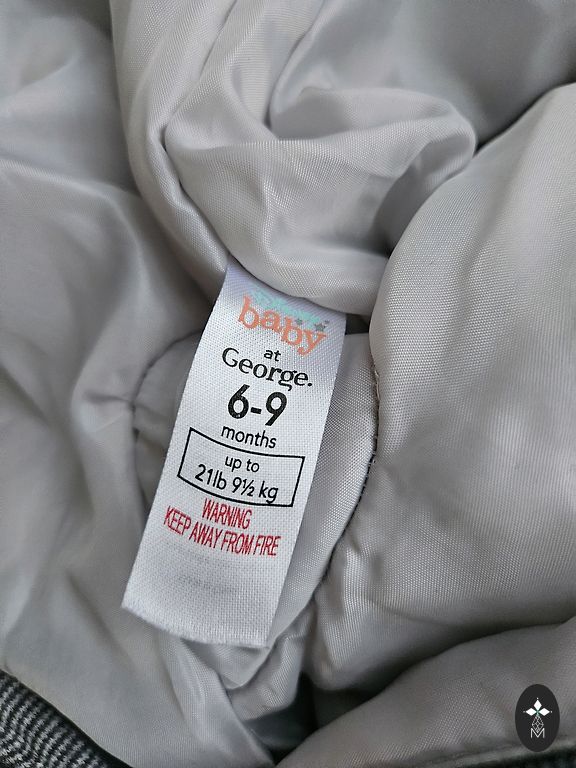 baby
at
George.
6-9
months
up to
21lb 9½ kg
WARNING
KEEP AWAY FROM FIRE